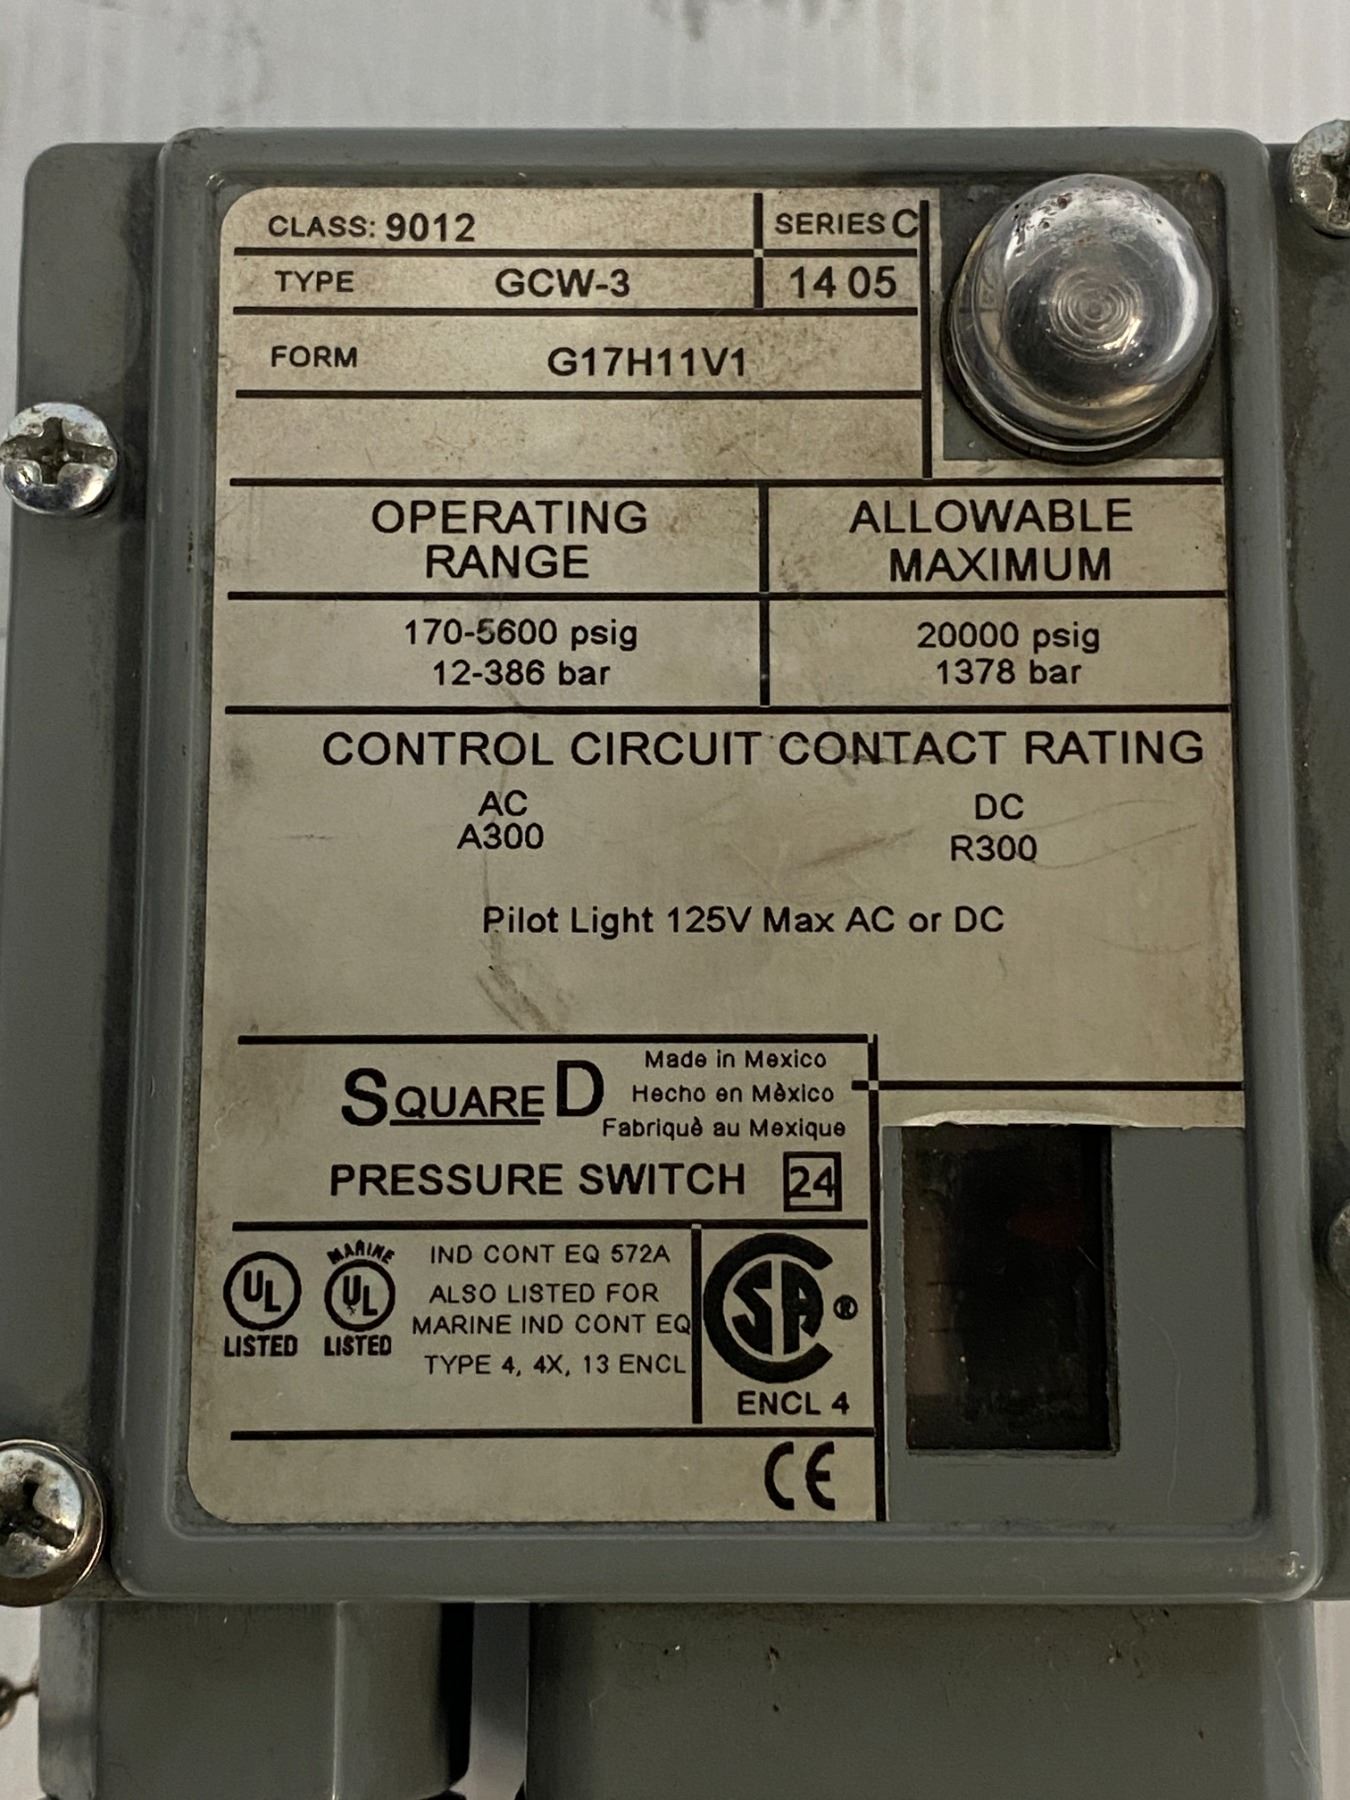 CLASS: 9012 SERIES C
TYPE GCW-3 14 05
FORM G17H11V1
OPERATING RANGE
ALLOWABLE MAXIMUM
170-5600 psig
12-386 bar
20000 psig
1378 bar
CONTROL CIRCUIT CONTACT RATING
AC
A300
DC
R300
Pilot Light 125V Max AC or DC
SQUARE D
Made in Mexico
Hecho en Mèxico
Fabriquè au Mexique
PRESSURE SWITCH 24
UL
LISTED
MARINE
UL
LISTED
IND CONT EQ 572A
ALSO LISTED FOR
MARINE IND CONT EQ
TYPE 4, 4X, 13 ENCL
CSA ®
ENCL 4
CE